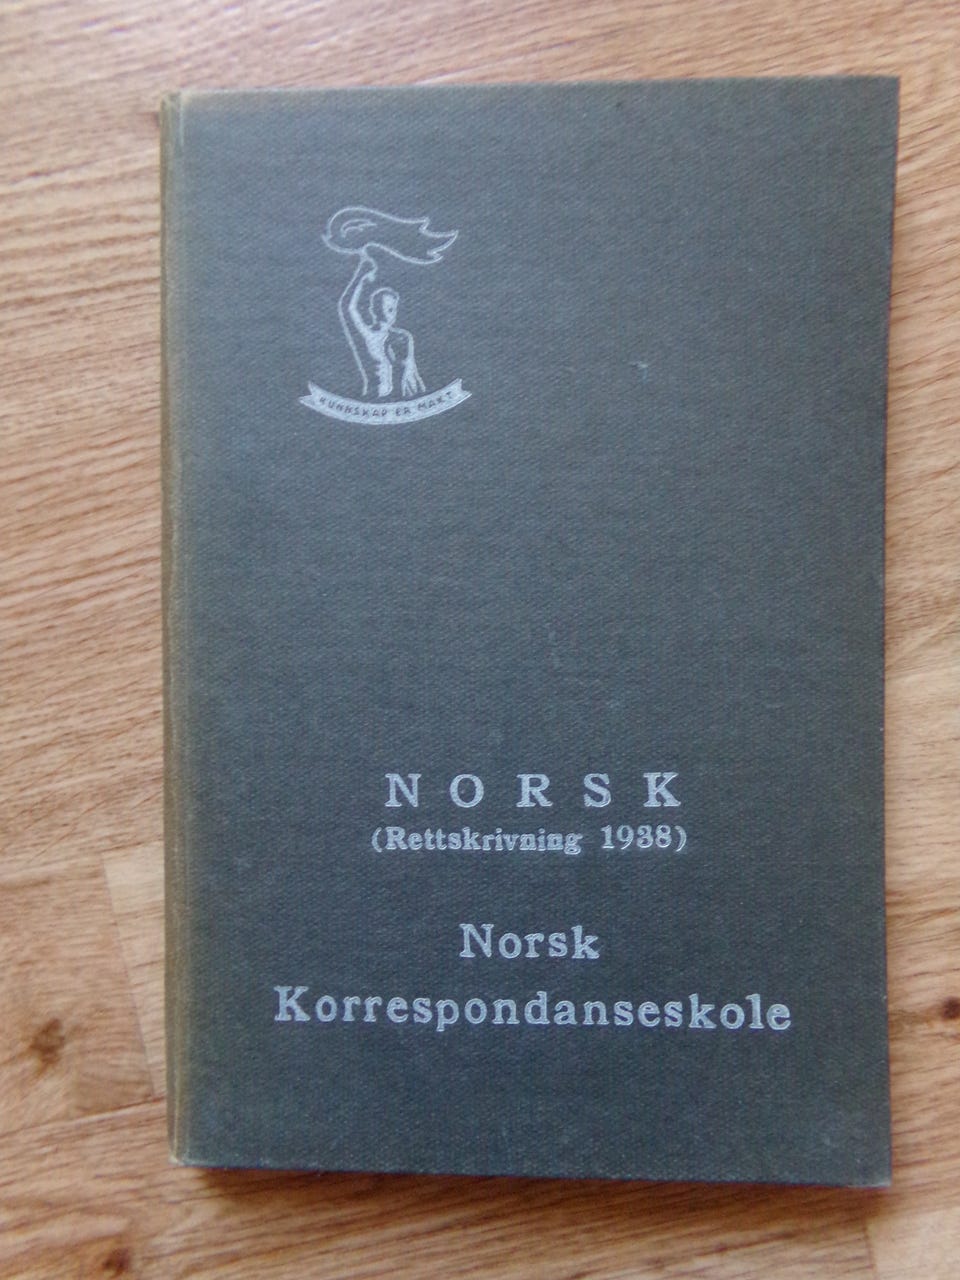 KUNNSKAP ER MAKT
NORSK
(Rettskrivning 1938)
Norsk
Korrespondanseskole